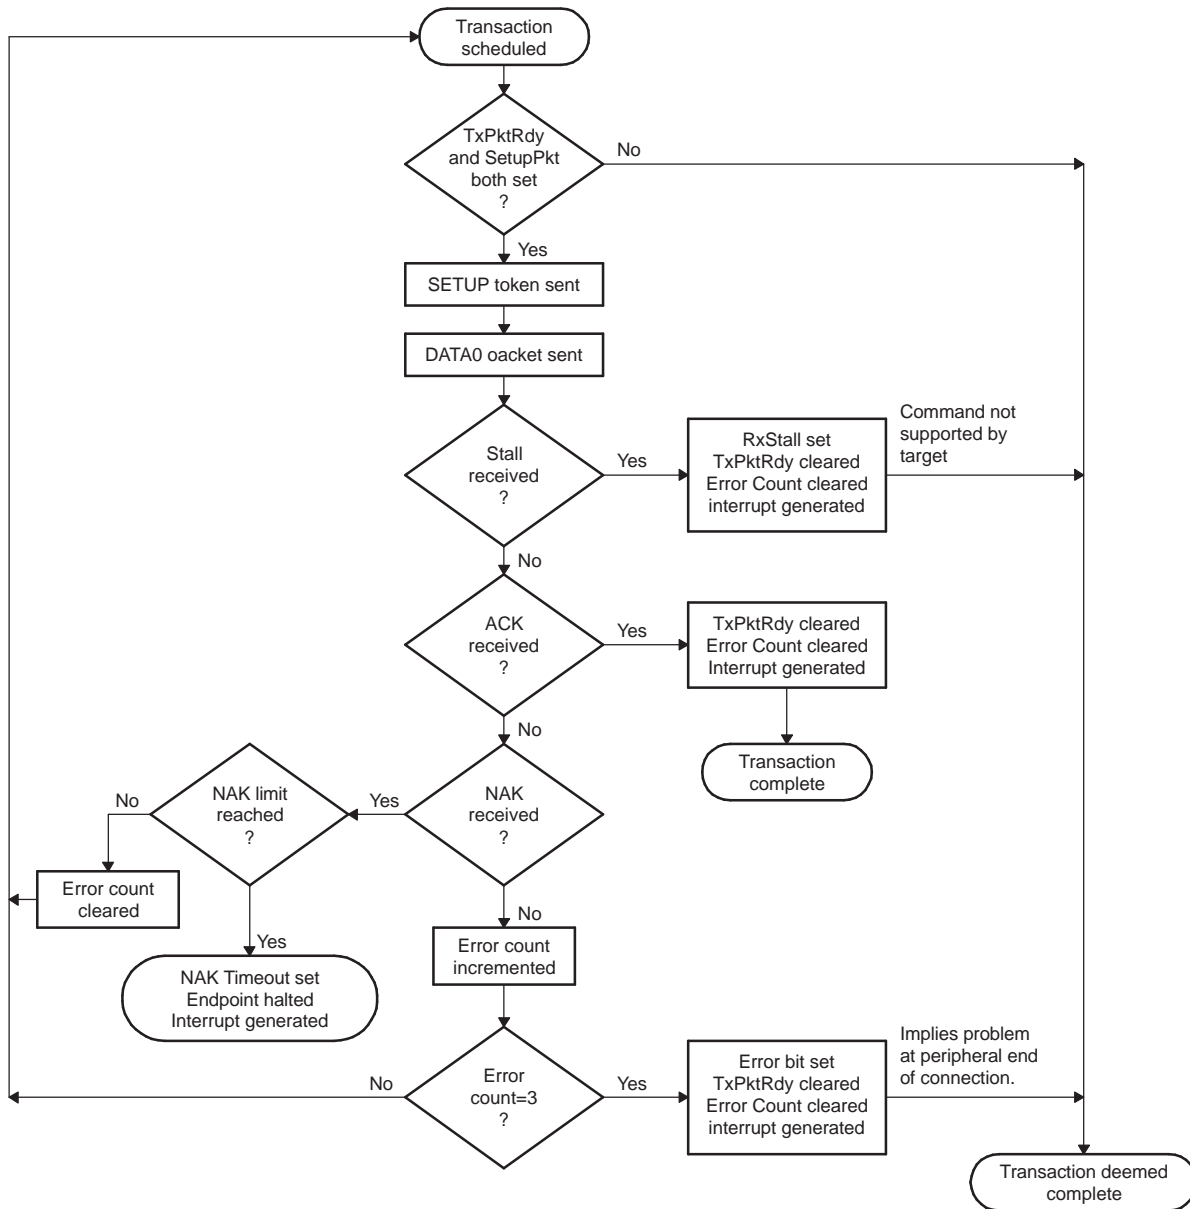 Transaction
scheduled
TxPktRdy
and SetupPkt
both set
?
No
Yes
SETUP token sent
DATA0 oacket sent
Stall
received
?
Yes
RxStall set
TxPktRdy cleared
Error Count cleared
interrupt generated
Command not
supported by
target
No
ACK
received
?
Yes
TxPktRdy cleared
Error Count cleared
Interrupt generated
No
Transaction
complete
NAK
received
?
Yes
NAK limit
reached
?
No
Error count
cleared
Yes
NAK Timeout set
Endpoint halted
Interrupt generated
No
Error count
incremented
Error
count=3
?
No
Yes
Error bit set
TxPktRdy cleared
Error Count cleared
interrupt generated
Implies problem
at peripheral end
of connection.
Transaction deemed
complete